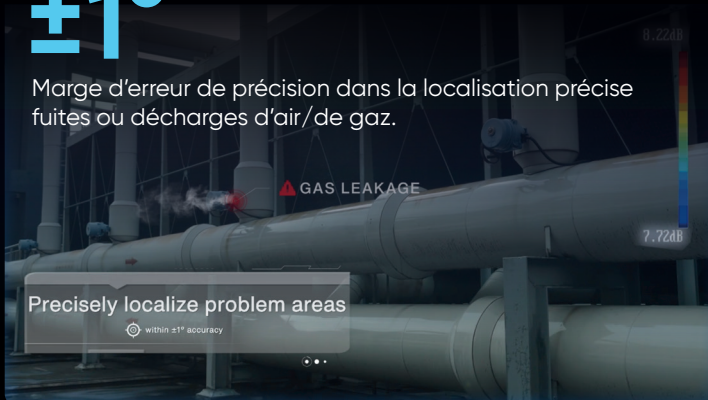 ±1°
8.22dB
Marge d'erreur de précision dans la localisation précise
fuites ou décharges d'air/de gaz.
GAS LEAKAGE
7.72dB
Precisely localize problem areas
within ±1° accuracy